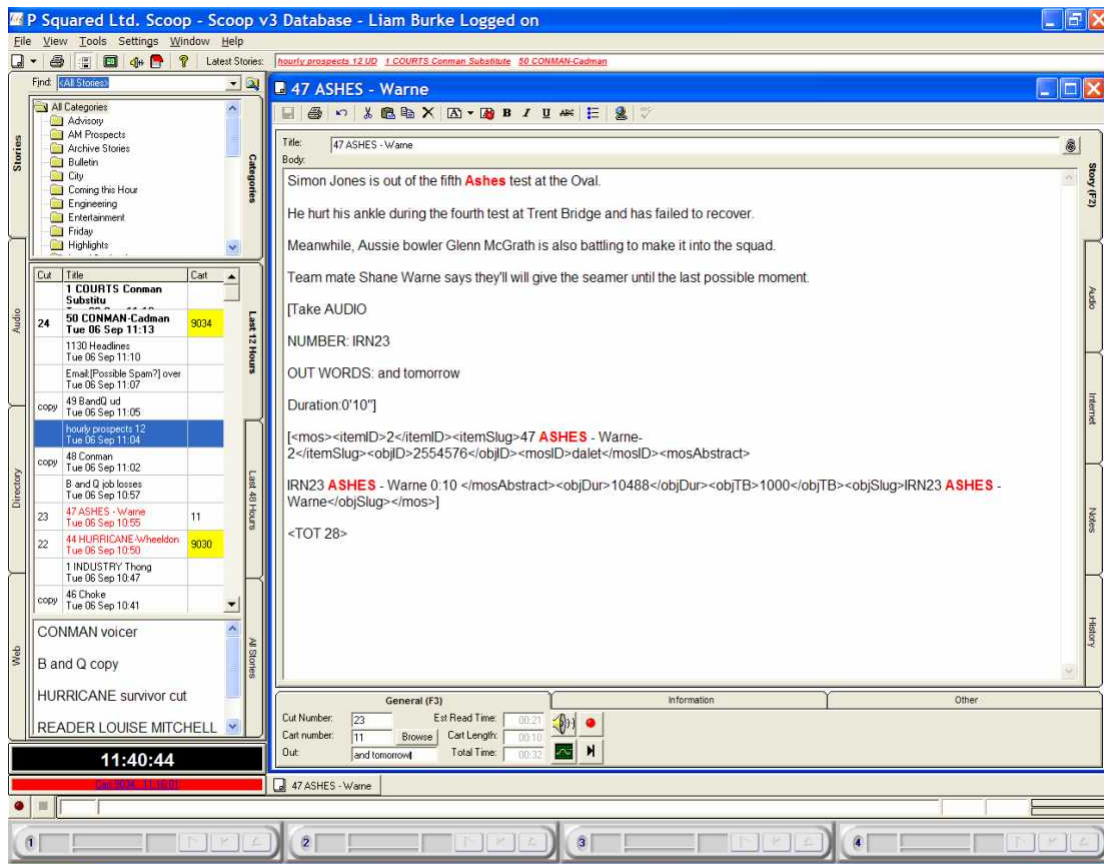 P Squared Ltd. Scoop - Scoop v3 Database - Liam Burke Logged on
File View Tools Settings Window Help
Latest Stories: hourly prospects 12 UD 1 COURTS Conman Substitute 50 CONMAN-Cadman
Find: <All Stories>
All Categories
Advisory
AM Prospects
Archive Stories
Bulletin
City
Coming this Hour
Engineering
Entertainment
Friday
Highlights
Stories
Audio
Directory
Web
Categories
Last 12 Hours
Last 48 Hours
All Stories
Cut Title Cart
1 COURTS Conman
Substitu
24 50 CONMAN-Cadman 9034
Tue 06 Sep 11:13
1130 Headlines
Tue 06 Sep 11:10
Email:[Possible Spam?] over
Tue 06 Sep 11:07
copy 49 BandQ ud
Tue 06 Sep 11:05
hourly prospects 12
Tue 06 Sep 11:04
copy 48 Conman
Tue 06 Sep 11:02
B and Q job losses
Tue 06 Sep 10:57
23 47 ASHES - Warne 11
Tue 06 Sep 10:55
22 44 HURRICANE-Wheeldon 9030
Tue 06 Sep 10:50
1 INDUSTRY Thong
Tue 06 Sep 10:47
copy 46 Choke
Tue 06 Sep 10:41
CONMAN voicer
B and Q copy
HURRICANE survivor cut
READER LOUISE MITCHELL
11:40:44
47 ASHES - Warne
Title: 47 ASHES - Warne
Body:
Simon Jones is out of the fifth Ashes test at the Oval.
He hurt his ankle during the fourth test at Trent Bridge and has failed to recover.
Meanwhile, Aussie bowler Glenn McGrath is also battling to make it into the squad.
Team mate Shane Warne says they'll will give the seamer until the last possible moment.
[Take AUDIO
NUMBER: IRN23
OUT WORDS: and tomorrow
Duration:0'10"]
[<mos><itemID>2</itemID><itemSlug>47 ASHES - Warne-
2</itemSlug><objID>2554576</objID><mosID>dalet</mosID><mosAbstract>
IRN23 ASHES - Warne 0:10 </mosAbstract><objDur>10488</objDur><objTB>1000</objTB><objSlug>IRN23 ASHES -
Warne</objSlug></mos>]
<TOT 28>
Story (F2)
Audio
Internet
Notes
History
General (F3) Information Other
Cut Number: 23 Est Read Time: 00:21
Cart number: 11 Browse Cart Length: 00:10
Out: and tomorrow Total Time: 00:32
47 ASHES - Warne
1 2 3 4